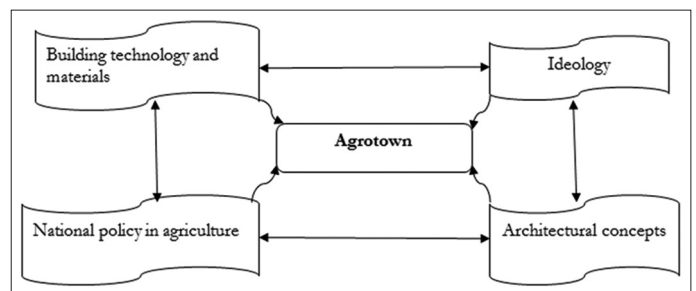 Building technology and
materials
Ideology
Agrotown
National policy in agriculture
Architectural concepts